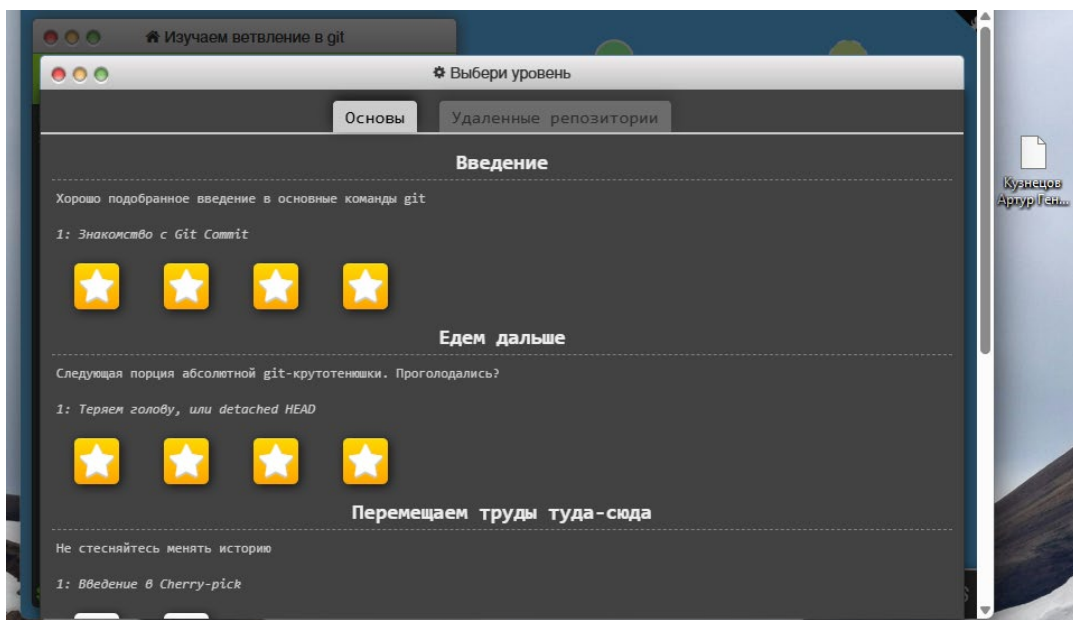 Изучаем ветвление в git
Выбери уровень
Основы
Удаленные репозитории
Введение
Хорошо подобранное введение в основные команды git
1: Знакомство с Git Commit
Едем дальше
Следующая порция абсолютной git-крутотенюшки. Проголодались?
1: Теряем голову, или detached HEAD
Перемещаем труды туда-сюда
Не стесняйтесь менять историю
1: Введение в Cherry-pick
Кузнецов
Артур Ген...